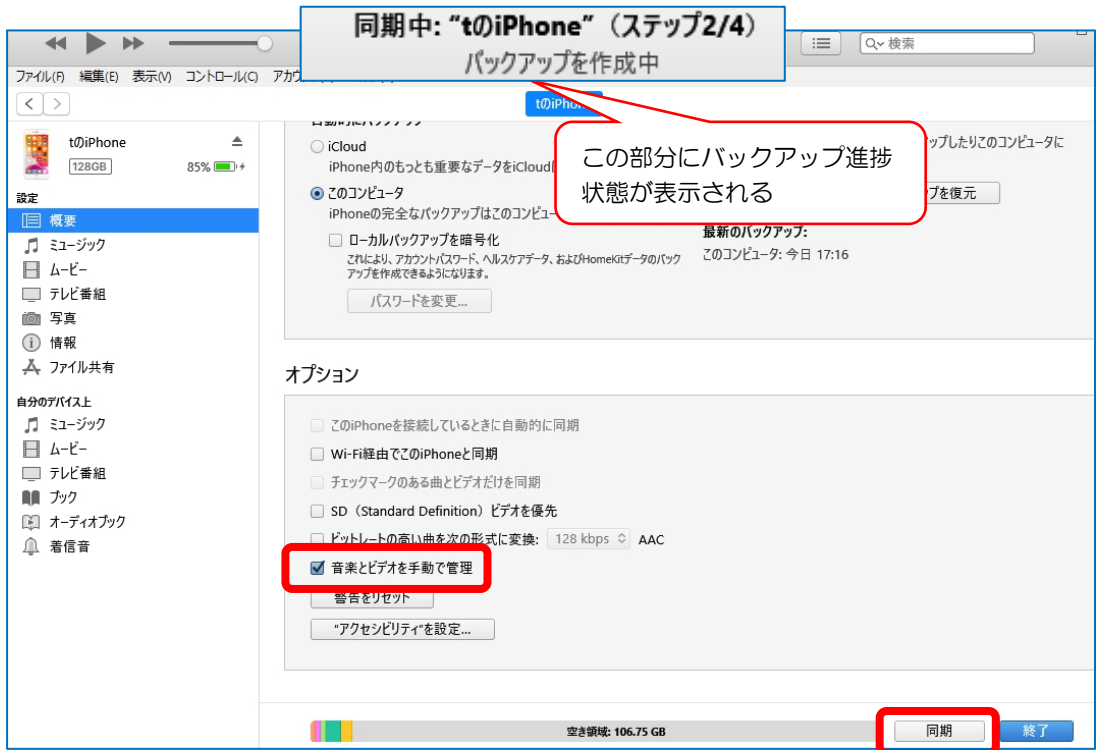 同期中: “tのiPhone”（ステップ2/4）
バックアップを作成中
検索
ファイル(F) 編集(E) 表示(V) コントロール(C)
tのiPhone
この部分にバックアップ進捗
状態が表示される
tのiPhone
128GB 85%
設定
概要
ミュージック
ムービー
テレビ番組
写真
情報
ファイル共有
自分のデバイス上
ミュージック
ムービー
テレビ番組
ブック
オーディオブック
着信音
iCloud
iPhone内のもっとも重要なデータをiCloud
このコンピュータ
iPhoneの完全なバックアップはこのコンピュー
ローカルバックアップを暗号化
これにより、アカウントパスワード、ヘルスケアデータ、およびHomeKitデータのバック
アップを作成できるようになります。
パスワードを変更...
ップしたりこのコンピュータに
プを復元
最新のバックアップ:
このコンピュータ: 今日 17:16
オプション
このiPhoneを接続しているときに自動的に同期
Wi-Fi経由でこのiPhoneと同期
チェックマークのある曲とビデオだけを同期
SD（Standard Definition）ビデオを優先
ビットレートの高い曲を次の形式に変換: 128 kbps AAC
音楽とビデオを手動で管理
警告をリセット
"アクセシビリティ"を設定...
空き領域: 106.75 GB
同期
終了